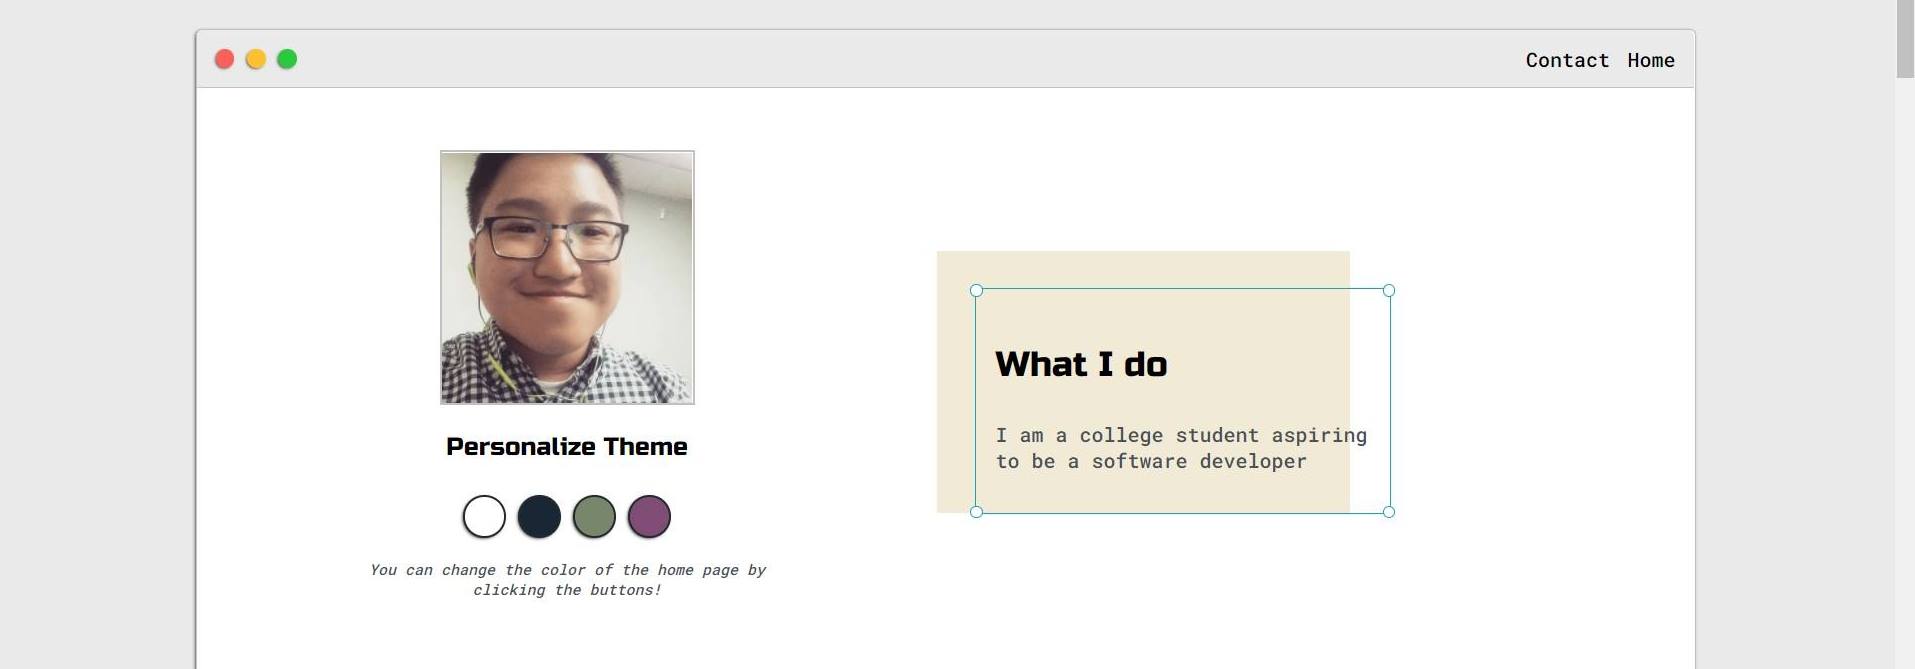 Contact Home
Personalize Theme
You can change the color of the home page by
clicking the buttons!
What I do
I am a college student aspiring
to be a software developer